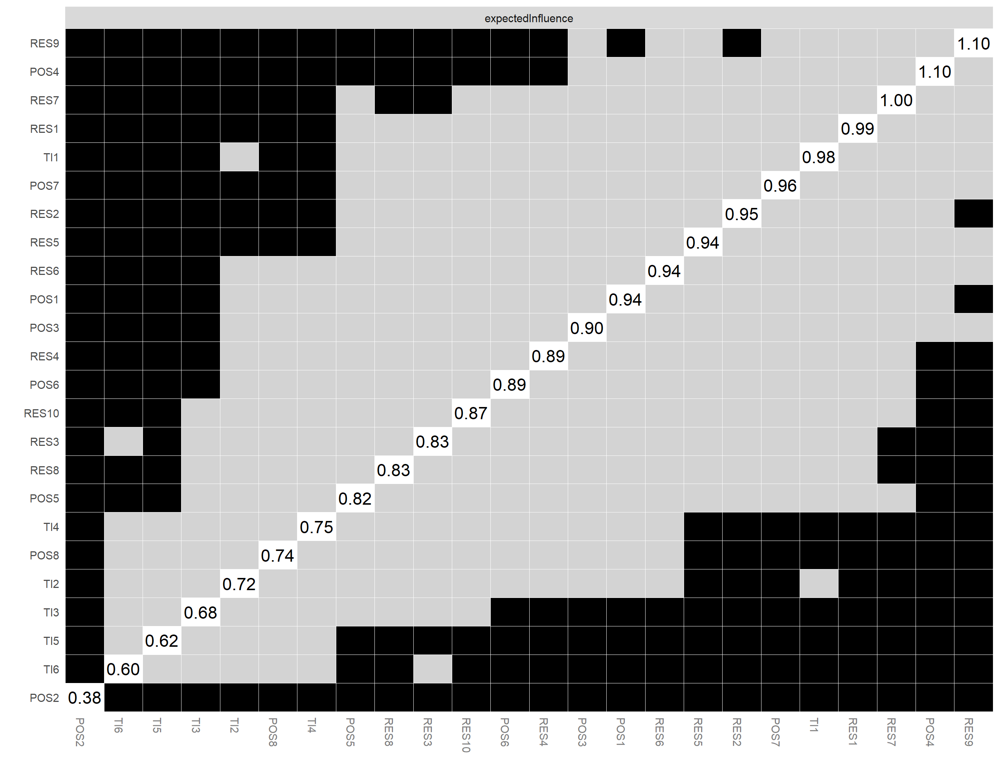 expectedInfluence
RES9 1.10
POS4 1.10
RES7 1.00
RES1 0.99
TI1 0.98
POS7 0.96
RES2 0.95
RES5 0.94
RES6 0.94
POS1 0.94
POS3 0.90
RES4 0.89
POS6 0.89
RES10 0.87
RES3 0.83
RES8 0.83
POS5 0.82
TI4 0.75
POS8 0.74
TI2 0.72
TI3 0.68
TI5 0.62
TI6 0.60
POS2 0.38
POS2 TI6 TI5 TI3 TI2 POS8 TI4 POS5 RES8 RES3 RES10 POS6 RES4 POS3 POS1 RES6 RES5 RES2 POS7 TI1 RES1 RES7 POS4 RES9